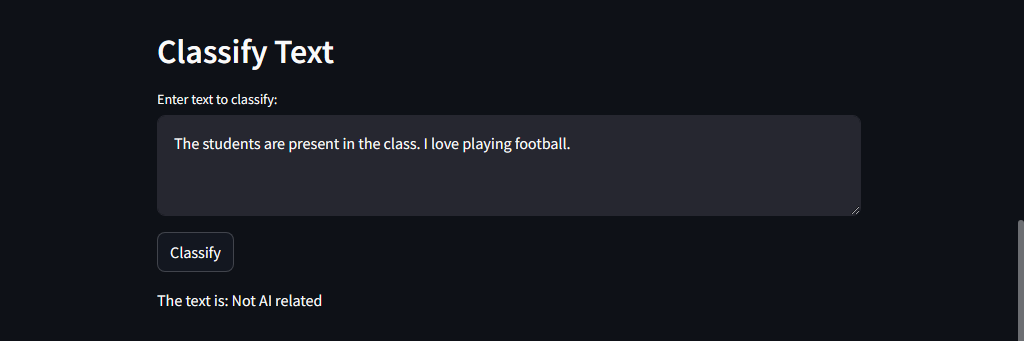 Classify Text
Enter text to classify:
The students are present in the class. I love playing football.
Classify
The text is: Not AI related